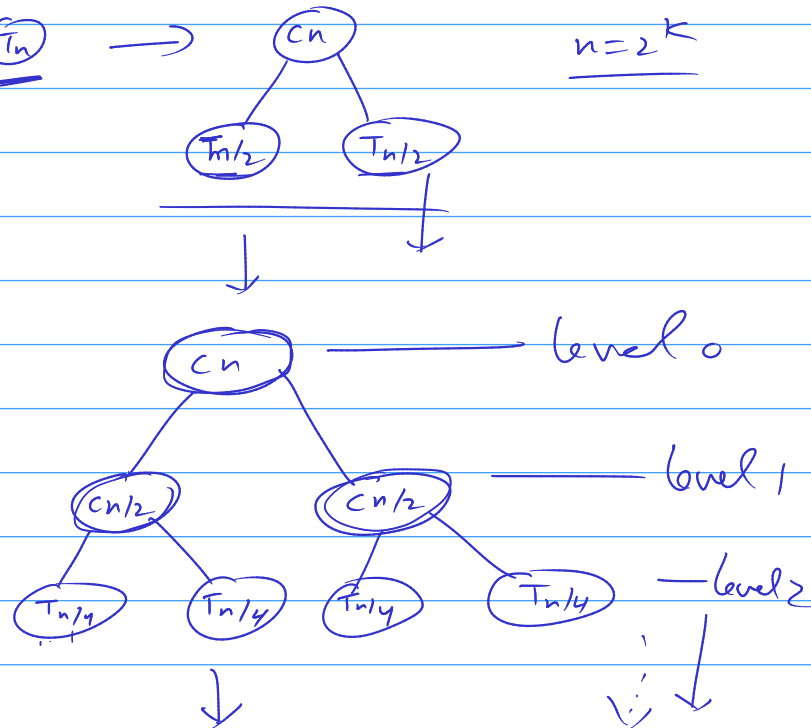 Tn → cn n=2^k
Tn/2 Tn/2
cn level 0
cn/2 cn/2 level 1
Tn/4 Tn/4 Tn/4 Tn/4 level 2